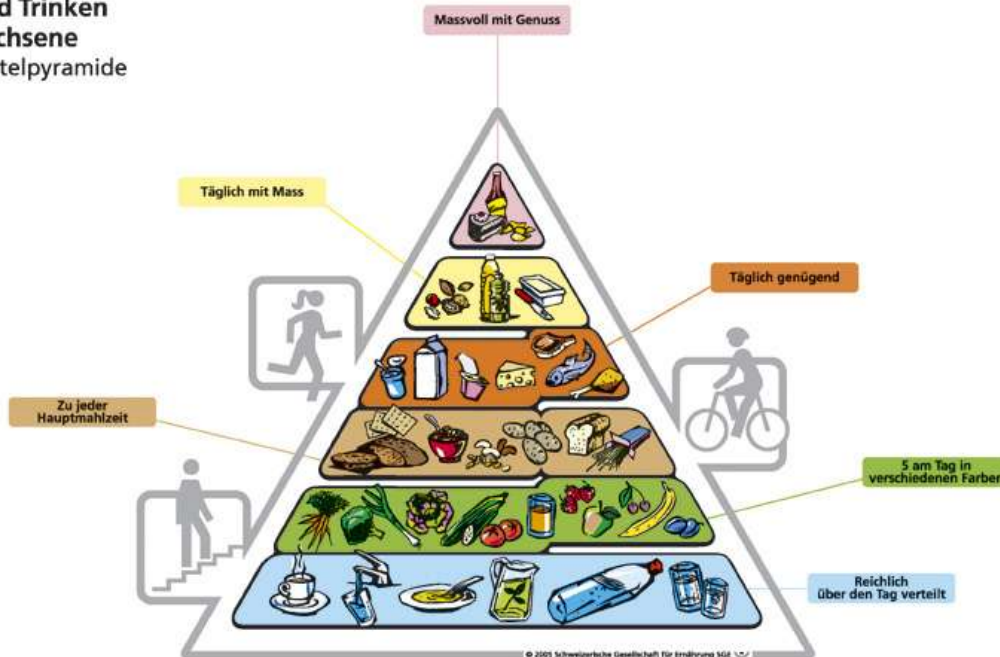 d Trinken
chsene
telpyramide
Massvoll mit Genuss
Täglich mit Mass
Täglich genügend
Zu jeder
Hauptmahlzeit
5 am Tag in
verschiedenen Farben
Reichlich
über den Tag verteilt
© 2005 Schweizerische Gesellschaft für Ernährung SGE